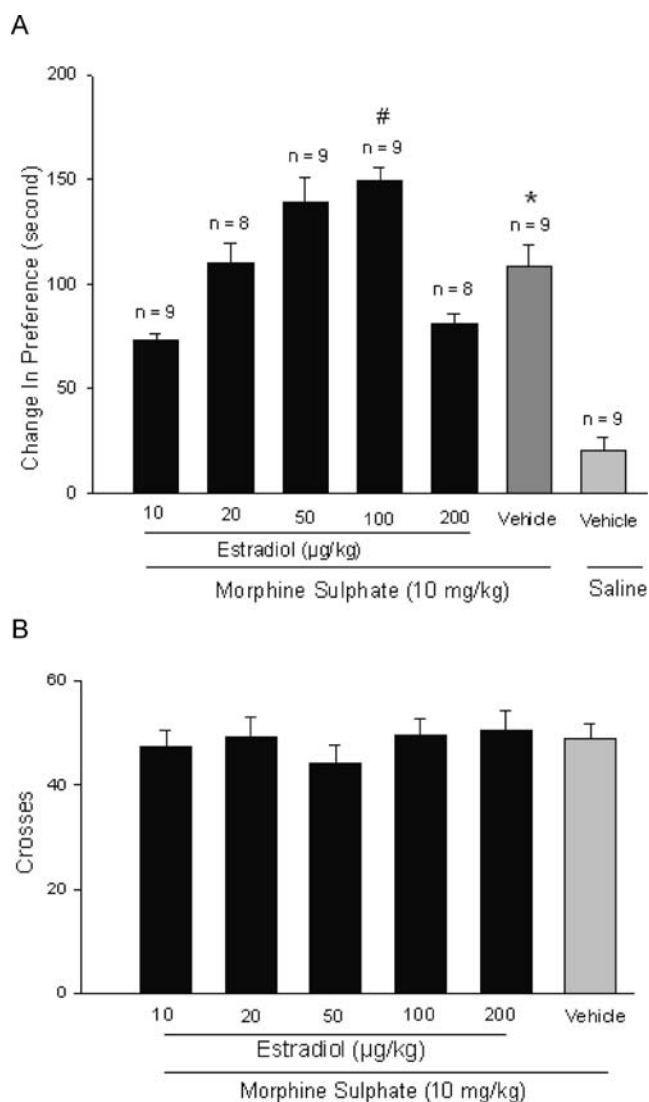 A
200
#
n = 9
n = 9
*
150
n = 8
n = 9
Change In Preference (second)
100
n = 9
n = 8
50
n = 9
0
10 20 50 100 200 Vehicle Vehicle
Estradiol (µg/kg)
Morphine Sulphate (10 mg/kg) Saline
B
60
40
Crosses
20
0
10 20 50 100 200 Vehicle
Estradiol (µg/kg)
Morphine Sulphate (10 mg/kg)